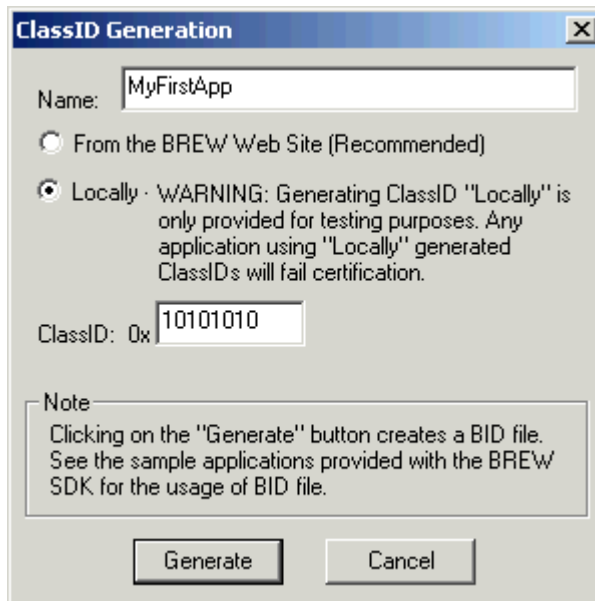 ClassID Generation
Name: MyFirstApp
From the BREW Web Site (Recommended)
Locally - WARNING: Generating ClassID "Locally" is
only provided for testing purposes. Any
application using "Locally" generated
ClassIDs will fail certification.
ClassID: 0x 10101010
Note
Clicking on the "Generate" button creates a BID file.
See the sample applications provided with the BREW
SDK for the usage of BID file.
Generate Cancel